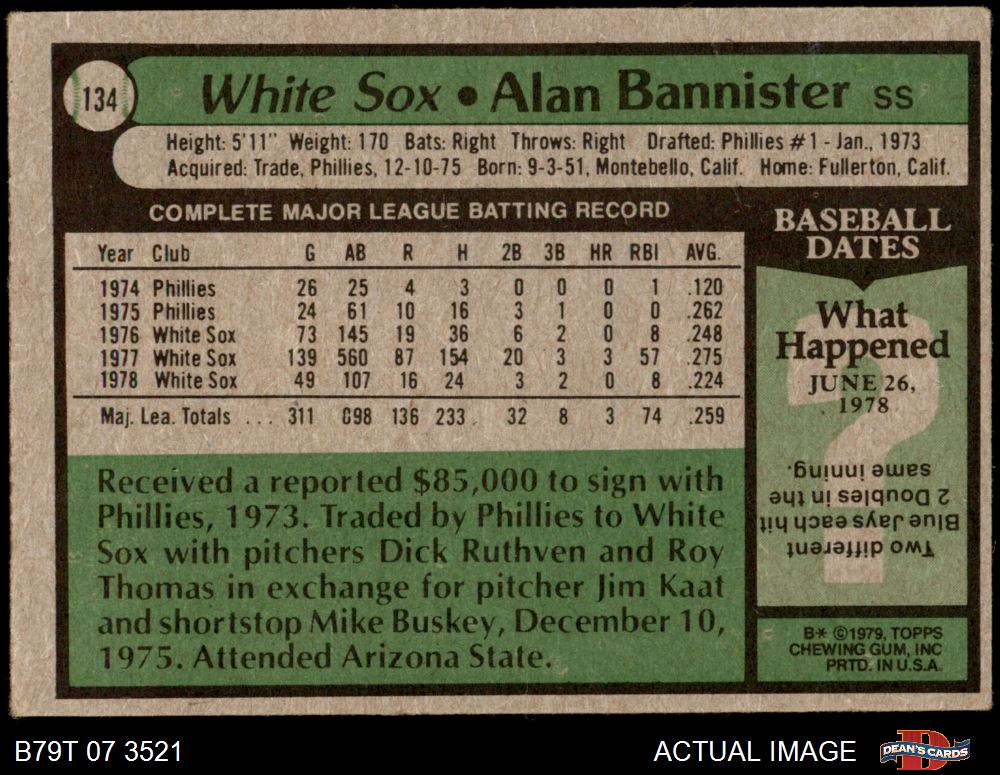 134
White Sox • Alan Bannister SS
Height: 5'11" Weight: 170 Bats: Right Throws: Right Drafted: Phillies #1 - Jan., 1973
Acquired: Trade, Phillies, 12-10-75 Born: 9-3-51, Montebello, Calif. Home: Fullerton, Calif.
COMPLETE MAJOR LEAGUE BATTING RECORD
Year Club G AB R H 2B 3B HR RBI AVG.
1974 Phillies 26 25 4 3 0 0 0 1 .120
1975 Phillies 24 61 10 16 3 1 0 0 .262
1976 White Sox 73 145 19 36 6 2 0 8 .248
1977 White Sox 139 560 87 154 20 3 3 57 .275
1978 White Sox 49 107 16 24 3 2 0 8 .224
Maj. Lea. Totals ... 311 898 136 233 32 8 3 74 .259
Received a reported $85,000 to sign with
Phillies, 1973. Traded by Phillies to White
Sox with pitchers Dick Ruthven and Roy
Thomas in exchange for pitcher Jim Kaat
and shortstop Mike Buskey, December 10,
1975. Attended Arizona State.
BASEBALL
DATES
What
Happened
JUNE 26,
1978
?
Two different
Blue Jays each hit
2 Doubles in the
same inning.
B* ©1979, TOPPS
CHEWING GUM, INC
PRTD. IN U.S.A.
B79T 07 3521
ACTUAL IMAGE
DEAN'S CARDS